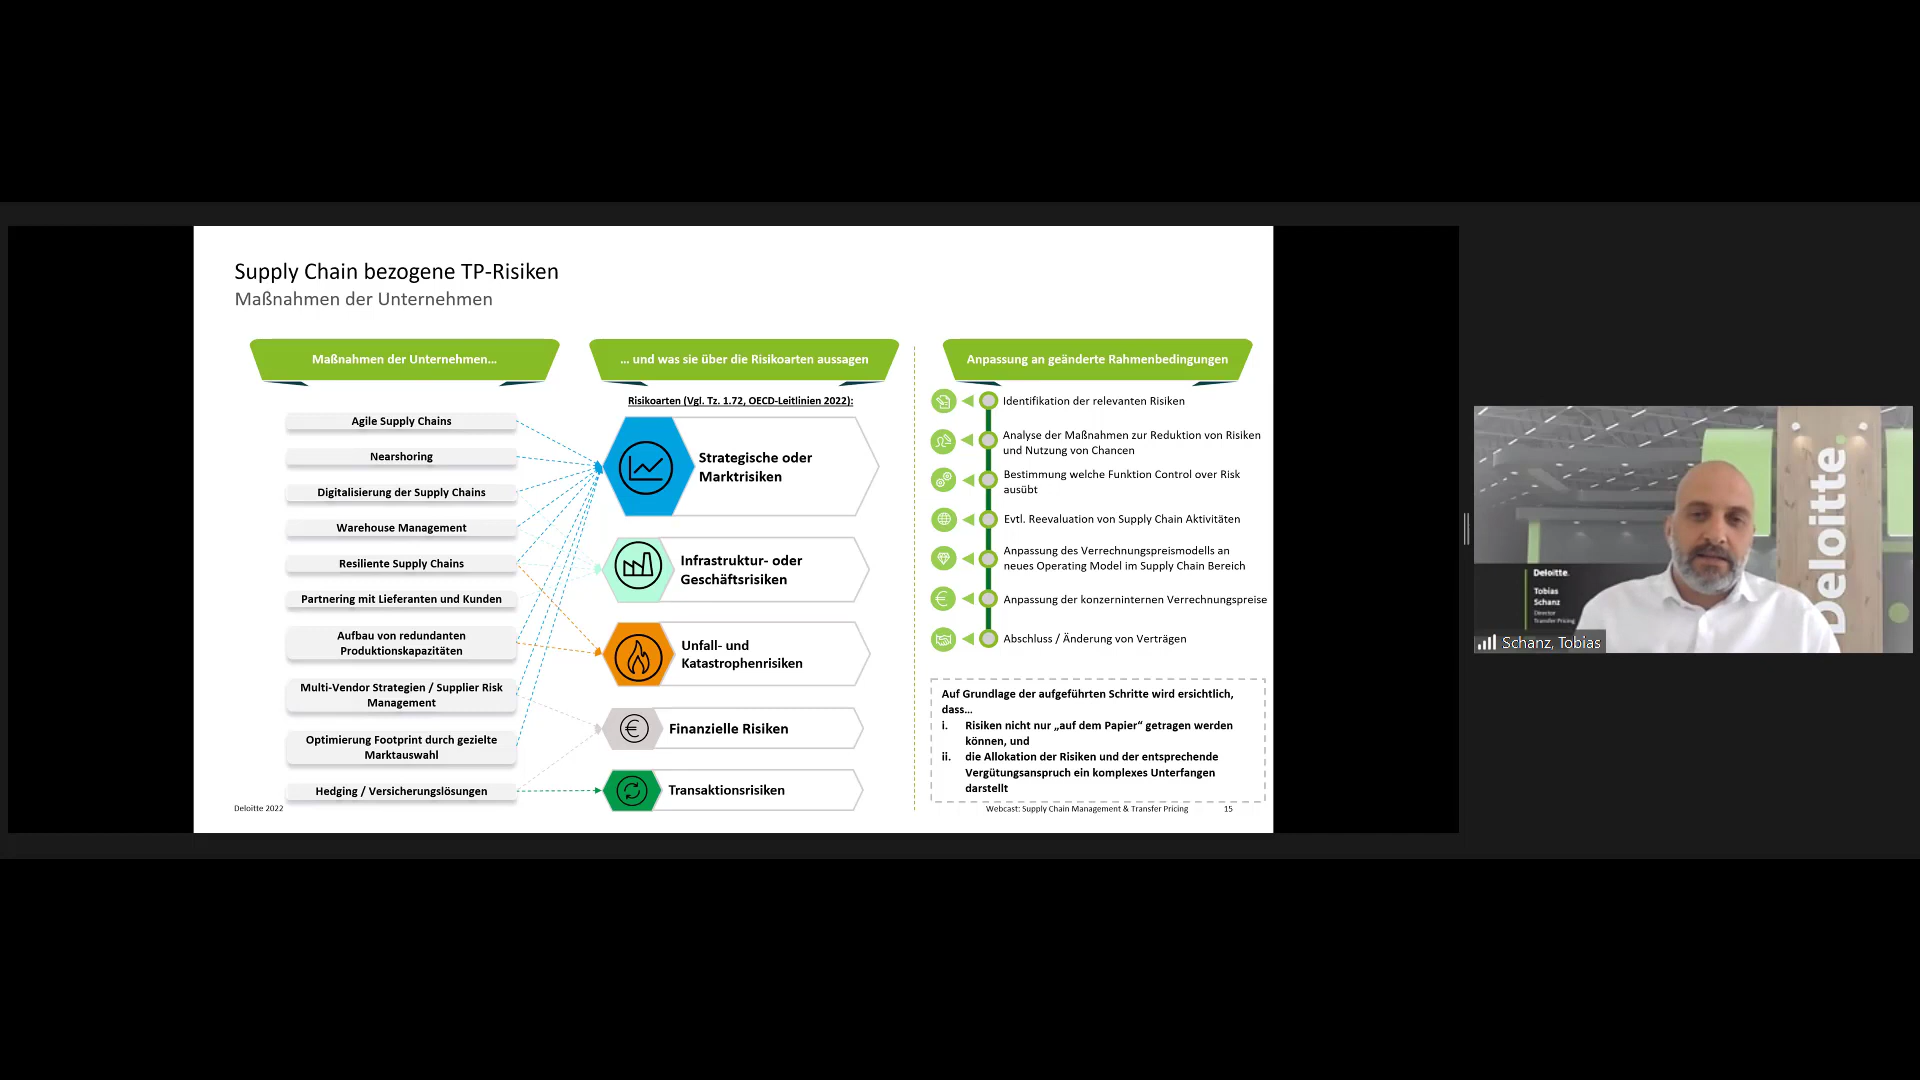 Supply Chain bezogene TP-Risiken
Maßnahmen der Unternehmen
Maßnahmen der Unternehmen...
Agile Supply Chains
Nearshoring
Digitalisierung der Supply Chains
Warehouse Management
Resiliente Supply Chains
Partnering mit Lieferanten und Kunden
Aufbau von redundanten
Produktionskapazitäten
Multi-Vendor Strategien / Supplier Risk
Management
Optimierung Footprint durch gezielte
Marktauswahl
Hedging / Versicherungslösungen
... und was sie über die Risikoarten aussagen
Risikoarten (Vgl. Tz. 1.72, OECD-Leitlinien 2022):
Strategische oder
Marktrisiken
Infrastruktur- oder
Geschäftsrisiken
Unfall- und
Katastrophenrisiken
Finanzielle Risiken
Transaktionsrisiken
Anpassung an geänderte Rahmenbedingungen
Identifikation der relevanten Risiken
Analyse der Maßnahmen zur Reduktion von Risiken
und Nutzung von Chancen
Bestimmung welche Funktion Control over Risk
ausübt
Evtl. Reevaluation von Supply Chain Aktivitäten
Anpassung des Verrechnungspreismodells an
neues Operating Model im Supply Chain Bereich
Anpassung der konzerninternen Verrechnungspreise
Abschluss / Änderung von Verträgen
Auf Grundlage der aufgeführten Schritte wird ersichtlich,
dass...
i. Risiken nicht nur „auf dem Papier“ getragen werden
können, und
ii. die Allokation der Risiken und der entsprechende
Vergütungsanspruch ein komplexes Unterfangen
darstellt
Deloitte 2022
Webcast: Supply Chain Management & Transfer Pricing
15
Deloitte.
Deloitte.
Tobias
Schanz
Director
Transfer Pricing
Schanz, Tobias